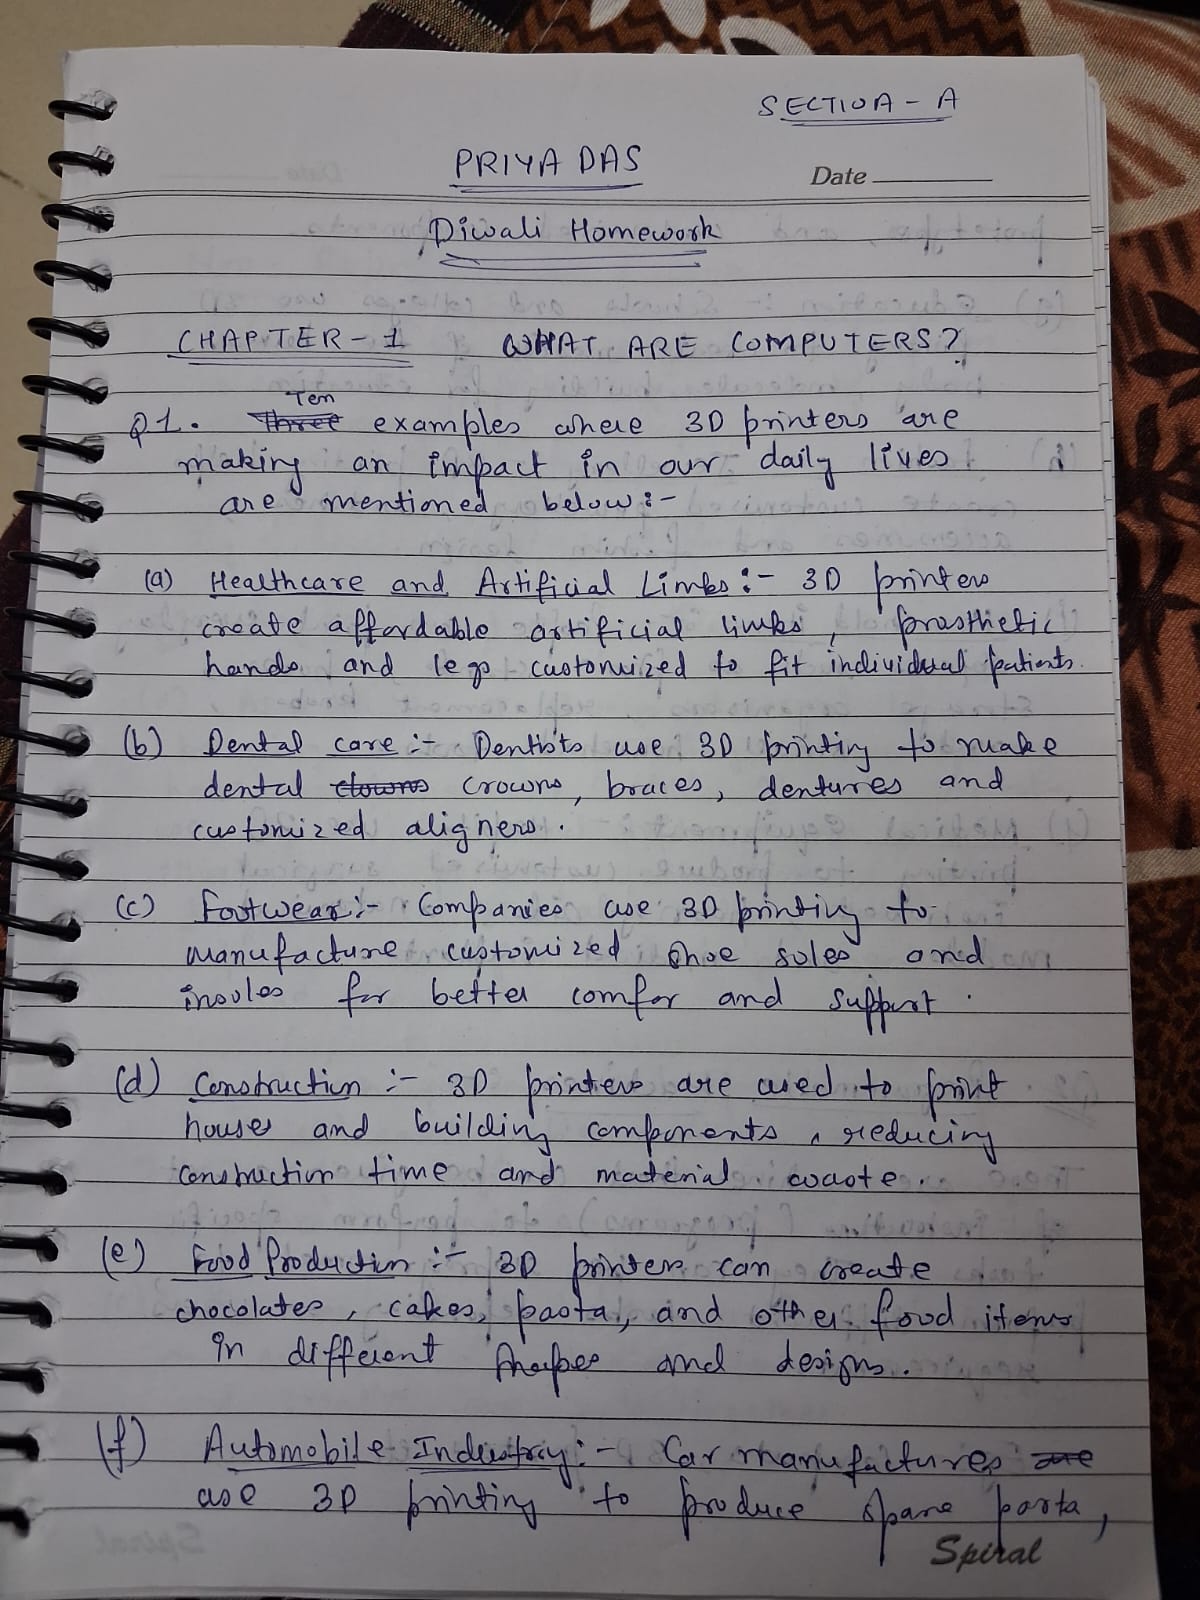 SECTION - A
PRIYA DAS
Date
Diwali Homework
CHAPTER - 1 WHAT ARE COMPUTERS?
Ten
Q1. Three examples where 3D printers are
making an impact in our daily lives
are mentioned below :-
(a) Healthcare and Artificial Limbs :- 3D printers
create affordable artificial limbs, prosthetic
hands and legs customized to fit individual patients.
(b) Dental care :- Dentists use 3D printing to make
dental clowns crowns, braces, dentures and
customized aligners.
(c) Footwear :- Companies use 3D printing to
manufacture customized shoe soles and
insoles for better comfor and support.
(d) Construction :- 3D printers are used to print
houses and building components, reducing
construction time and material waste.
(e) Food Production :- 3D printers can create
chocolates, cakes, pasta, and other food items
in different shapes and designs.
(f) Automobile Industry :- Car manufactures are
use 3D printing to produce spare parts,
Spiral